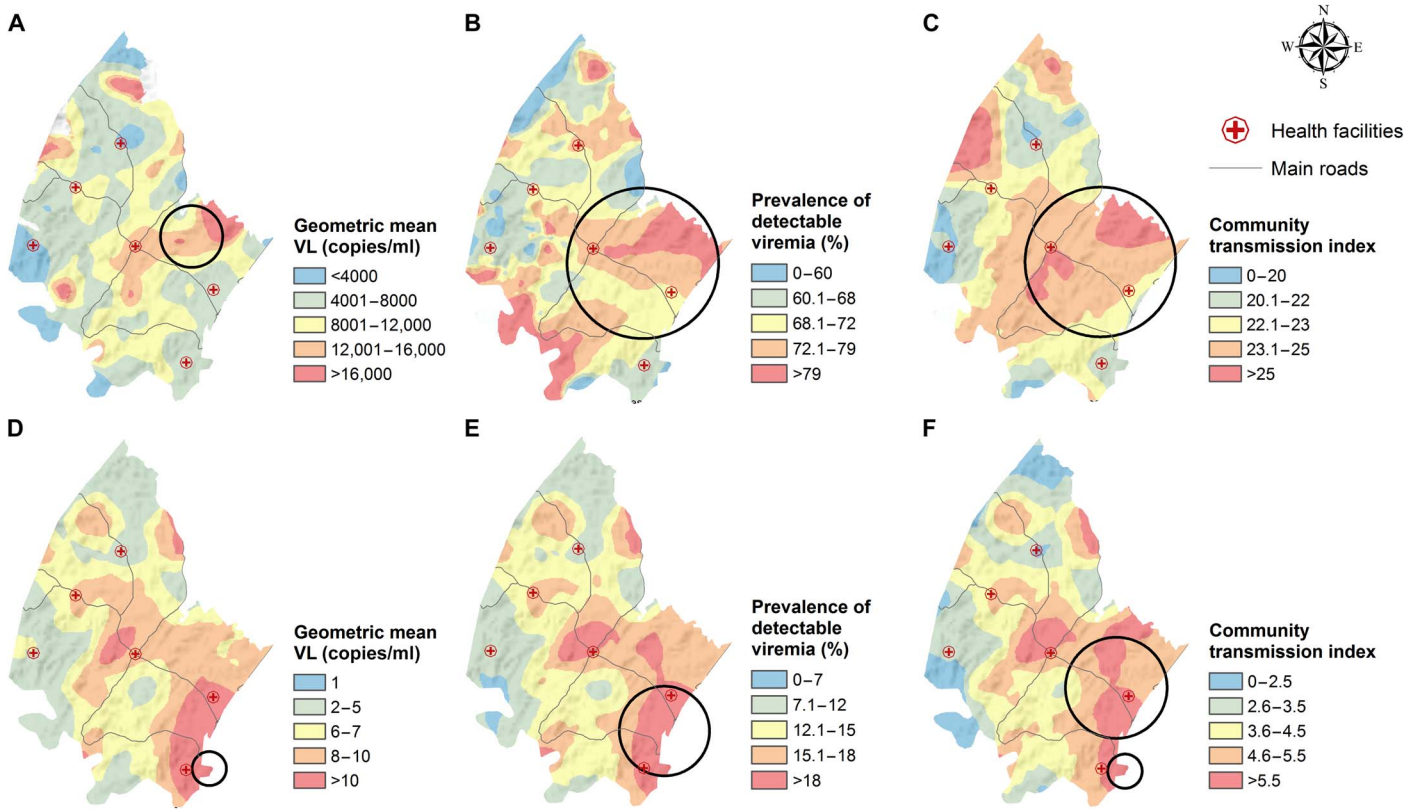 A
B
C
N
W E
S
Health facilities
Main roads
Geometric mean
VL (copies/ml)
<4000
4001–8000
8001–12,000
12,001–16,000
>16,000
Prevalence of
detectable
viremia (%)
0–60
60.1–68
68.1–72
72.1–79
>79
Community
transmission index
0–20
20.1–22
22.1–23
23.1–25
>25
D
E
F
Geometric mean
VL (copies/ml)
1
2–5
6–7
8–10
>10
Prevalence of
detectable
viremia (%)
0–7
7.1–12
12.1–15
15.1–18
>18
Community
transmission index
0–2.5
2.6–3.5
3.6–4.5
4.6–5.5
>5.5